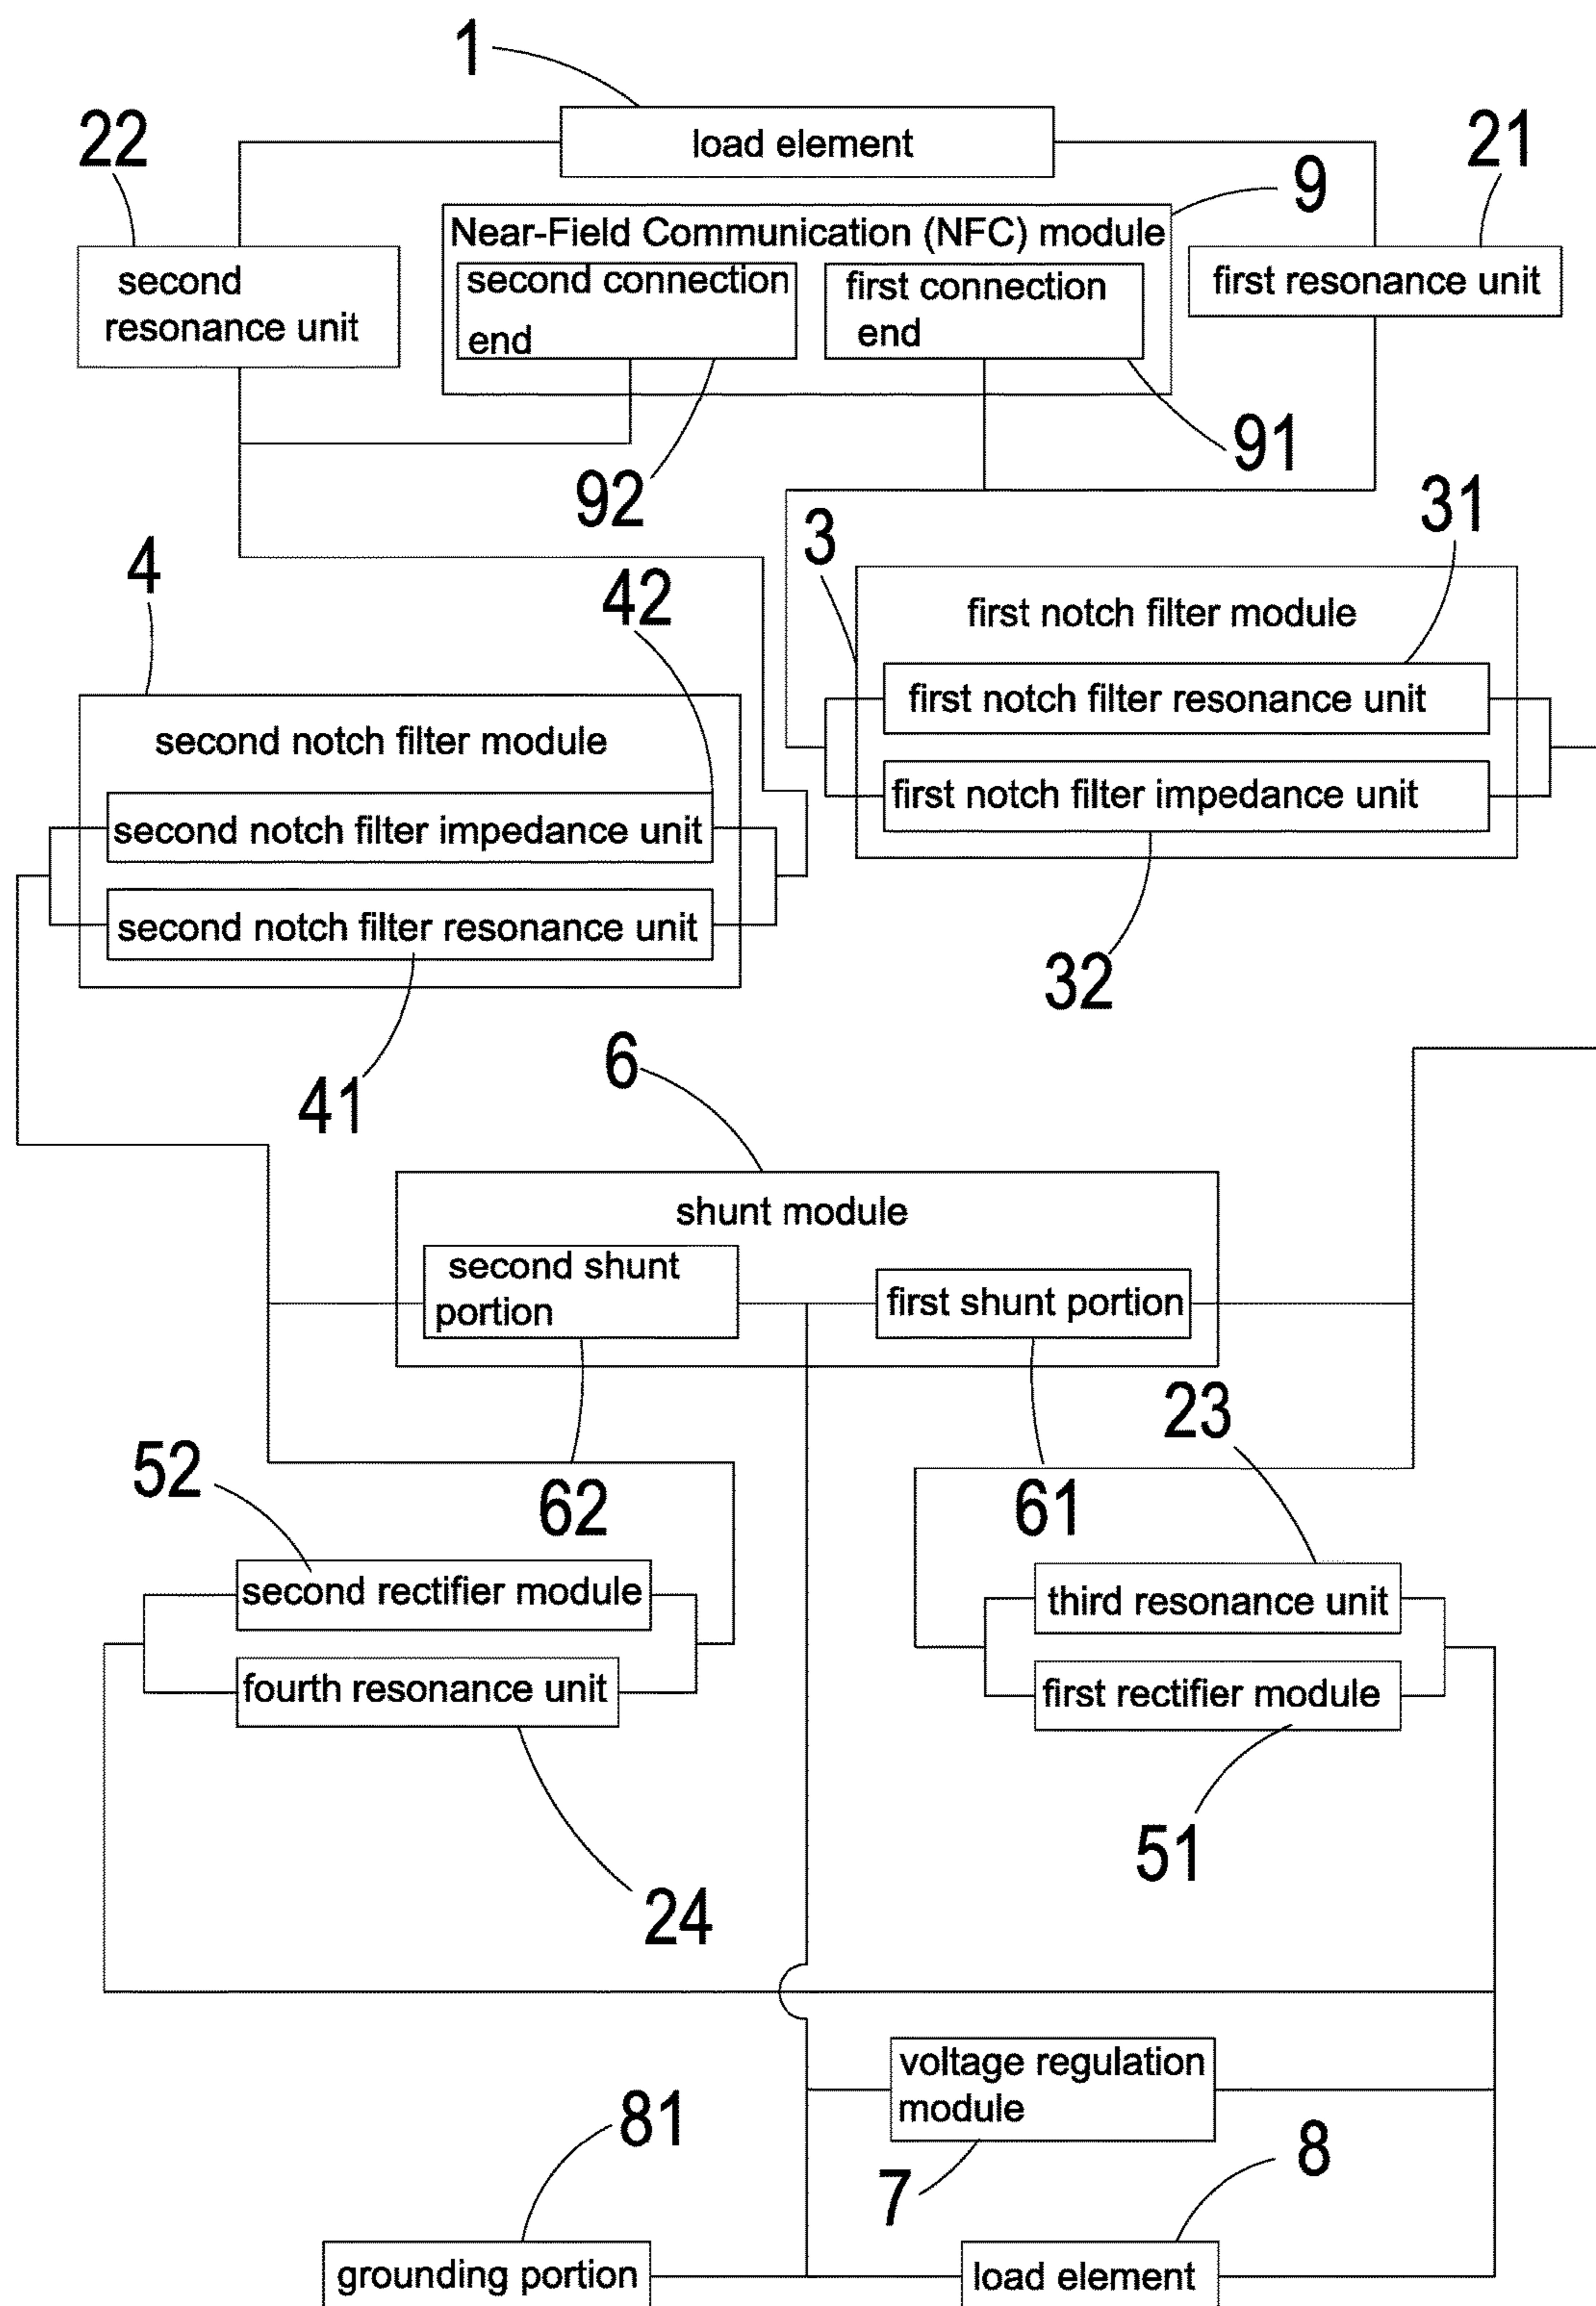 1
load element
22
21
9
Near-Field Communication (NFC) module
second
resonance unit
second connection
end
first connection
end
first resonance unit
91
92
31
3
4
42
first notch filter module
first notch filter resonance unit
first notch filter impedance unit
second notch filter module
second notch filter impedance unit
second notch filter resonance unit
32
41
6
shunt module
second shunt
portion
first shunt portion
23
52
62
61
second rectifier module
fourth resonance unit
third resonance unit
first rectifier module
51
24
voltage regulation
module
81
8
7
grounding portion
load element